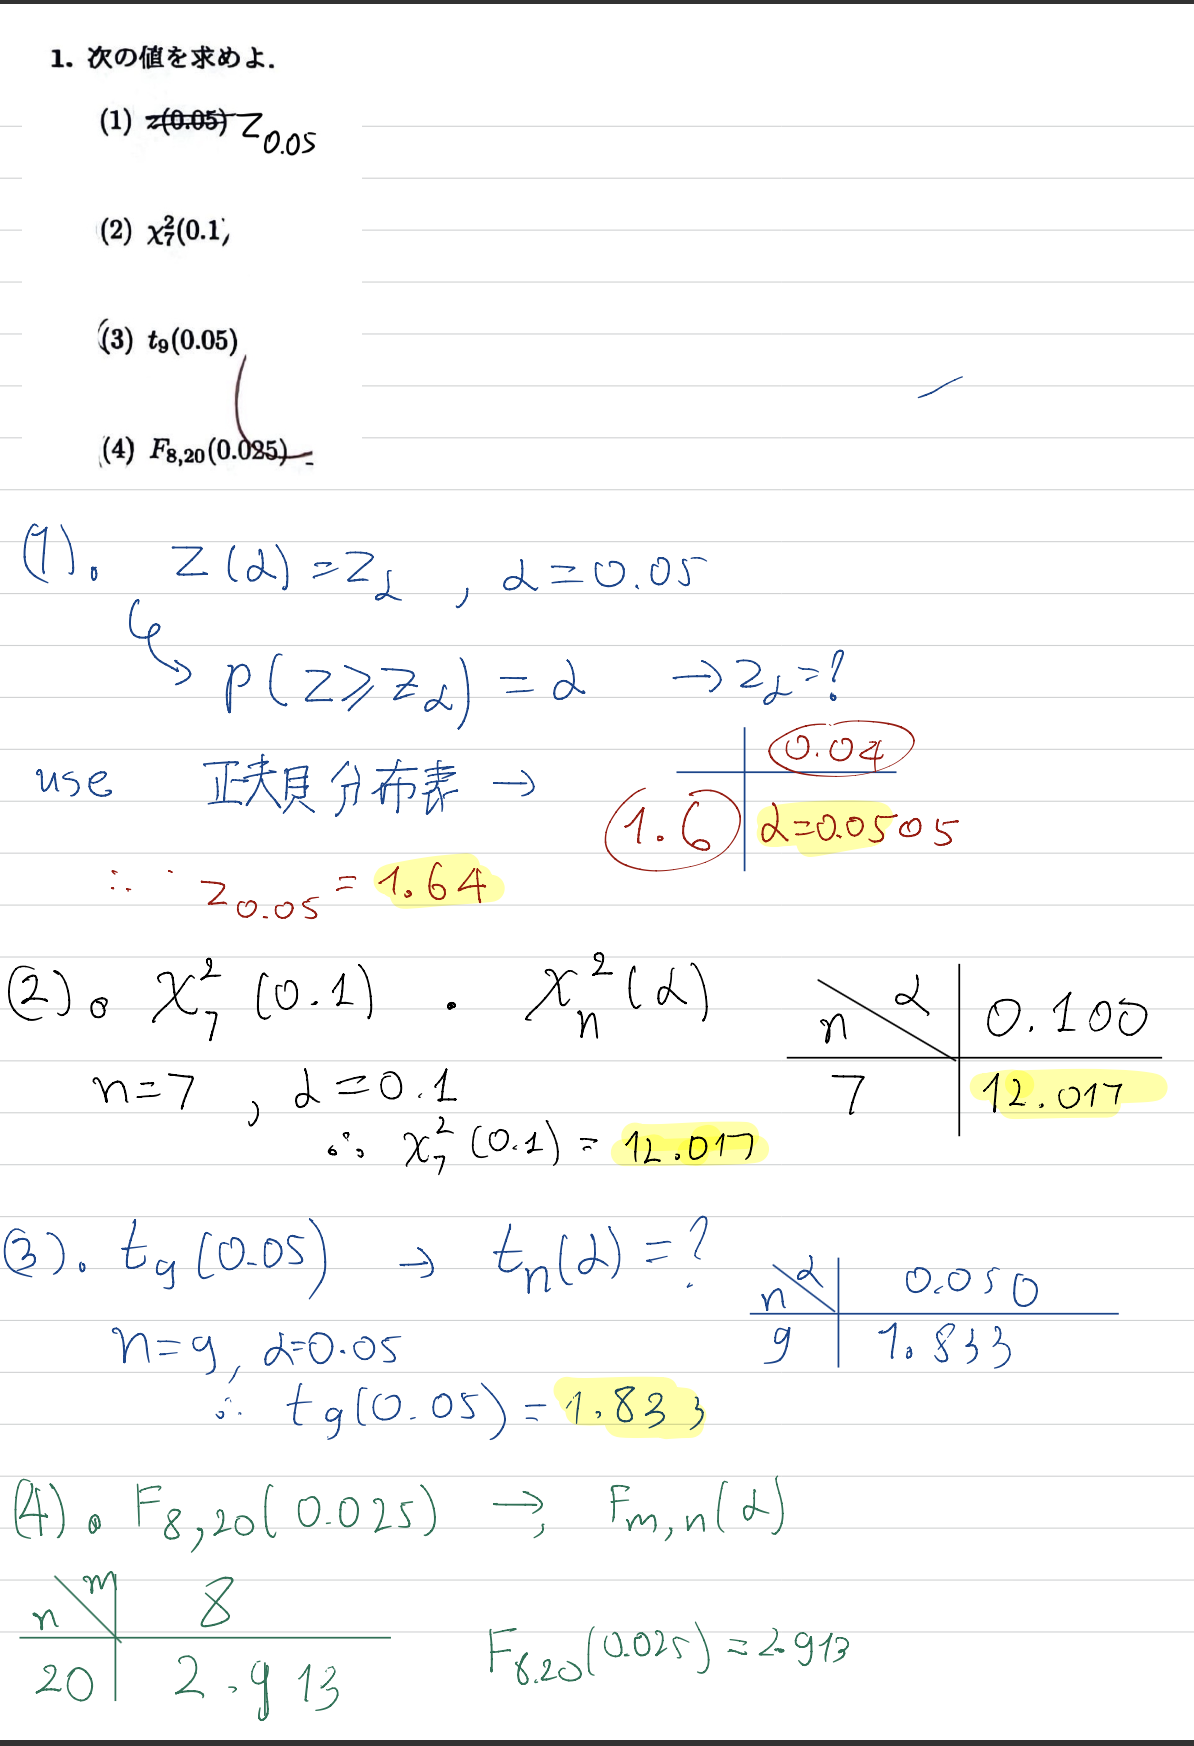 1. 次の値を求めよ.
(1) z(0.05) Z0.05
(2) χ²₇(0.1)
(3) t₉(0.05)
(4) F₈,₂₀(0.025)
(1). Z(α)=Zα , α=0.05
P(Z≥Zα)=α → Zα=?
0.04
use 正夫見分布表 → 1.6 α=0.0505
∴ Z0.05 = 1.64
(2). χ²₇(0.1) . χ²ₙ(α)
n α 0.100
n=7 , α=0.1 7 12.017
∴ χ²₇(0.1) = 12.017
(3). t₉(0.05) → tₙ(α)=?
n α 0.050
n=9, α=0.05 9 1.833
∴ t₉(0.05) = 1.833
(4). F₈,₂₀(0.025) → Fm,n(α)
n m 8
20 2.913 F₈.₂₀(0.025)=2.913